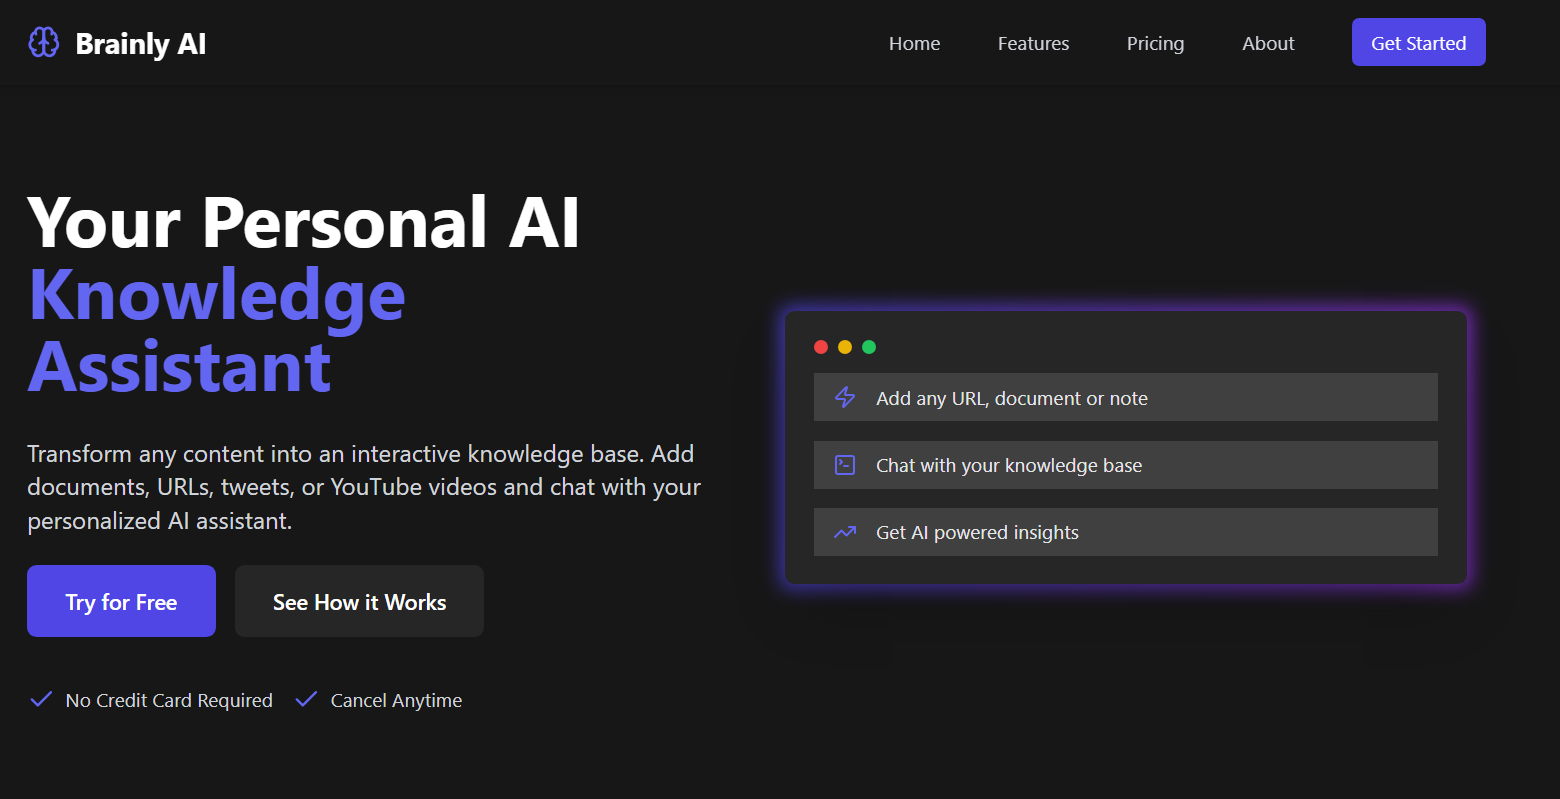 Brainly AI
Home
Features
Pricing
About
Get Started
Your Personal AI
Knowledge
Assistant
Transform any content into an interactive knowledge base. Add
documents, URLs, tweets, or YouTube videos and chat with your
personalized AI assistant.
Try for Free
See How it Works
No Credit Card Required
Cancel Anytime
Add any URL, document or note
Chat with your knowledge base
Get AI powered insights